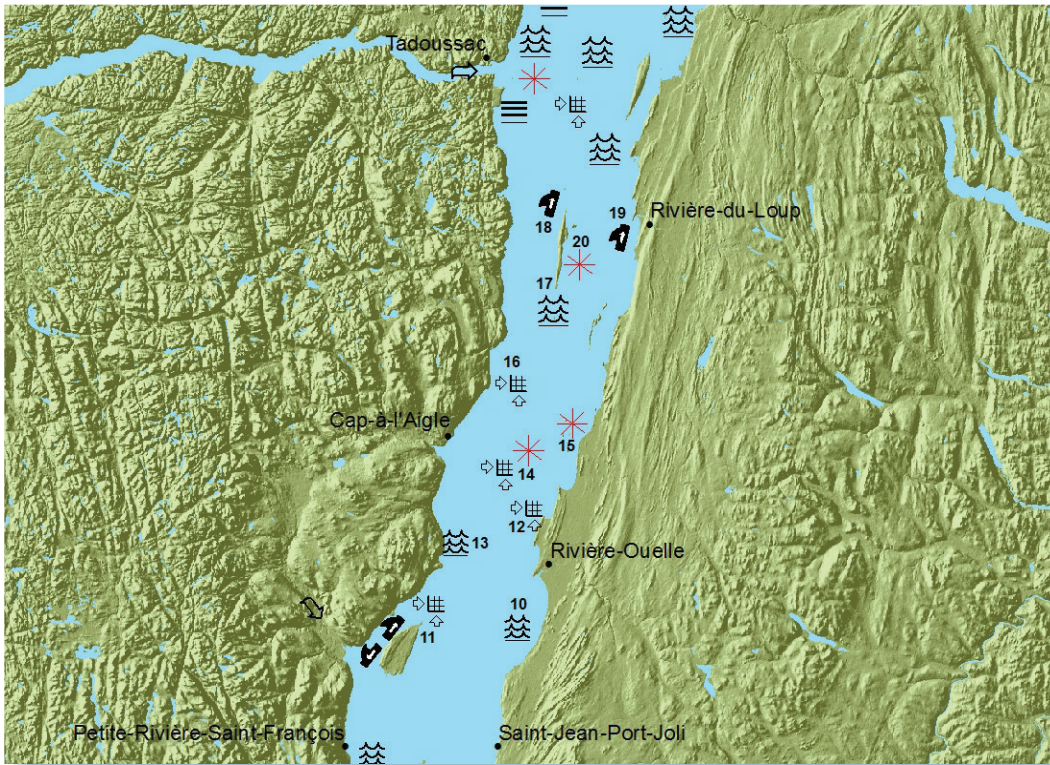 Tadoussac
19
Rivière-du-Loup
18
20
17
16
Cap-à-l'Aigle
15
14
12
13
Rivière-Ouelle
10
11
Petite-Rivière-Saint-François
Saint-Jean-Port-Joli